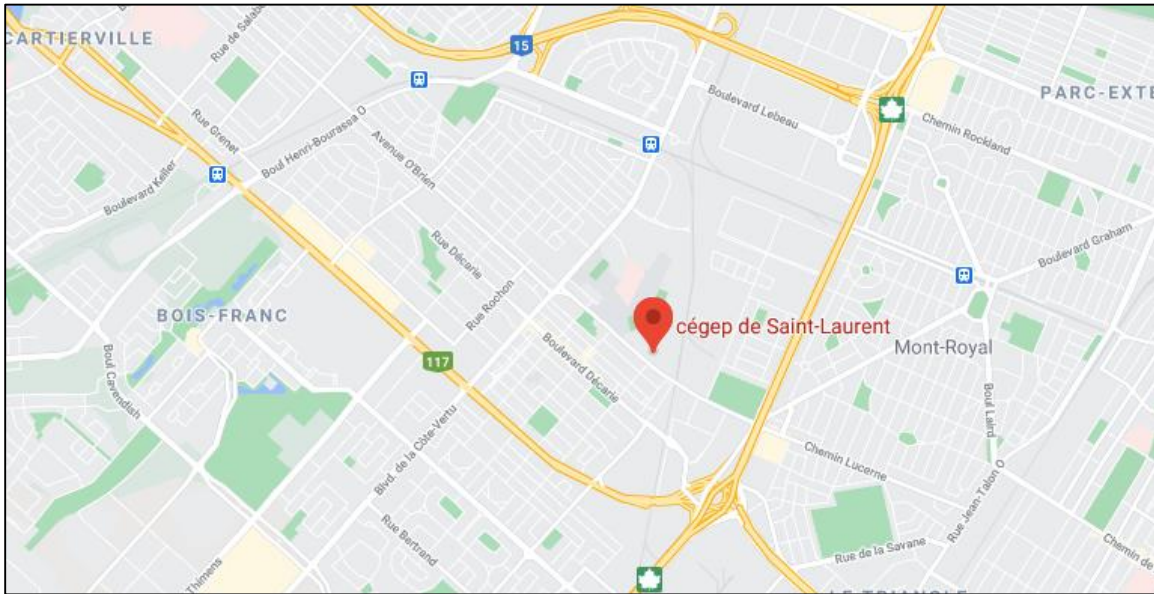 CARTIERVILLE
Rue de Salabe
15
PARC-EXTE
Boulevard Lebeau
Rue Grenet
Boul Henri-Bourassa O
Chemin Rockland
Avenue O'Brien
Boulevard Keller
Boulevard Graham
Rue Décarie
BOIS-FRANC
Rue Rochon
cégep de Saint-Laurent
Mont-Royal
117
Boulevard Décarie
Boul Cavendish
Boul Laird
Blvd. de la Côte-Vertu
Chemin Lucerne
Rue Jean-Talon O
Rue Bertrand
Rue de la Savane
Chemin de
Thimens
LE TRIANGLE